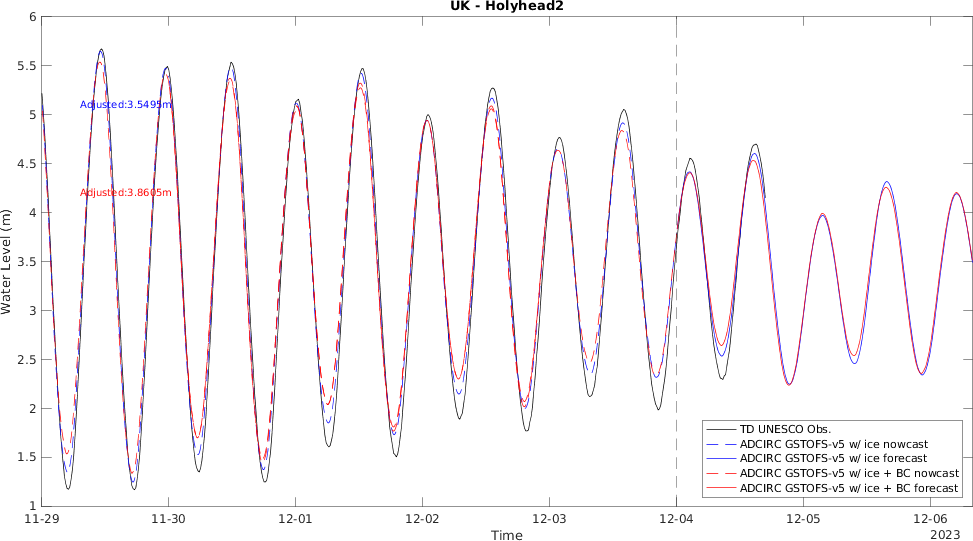 UK - Holyhead2
6
5.5
5
4.5
4
3.5
3
2.5
2
1.5
1
Water Level (m)
Adjusted:3.5495m
Adjusted:3.8605m
TD UNESCO Obs.
ADCIRC GSTOFS-v5 w/ ice nowcast
ADCIRC GSTOFS-v5 w/ ice forecast
ADCIRC GSTOFS-v5 w/ ice + BC nowcast
ADCIRC GSTOFS-v5 w/ ice + BC forecast
11-29 11-30 12-01 12-02 12-03 12-04 12-05 12-06
Time
2023